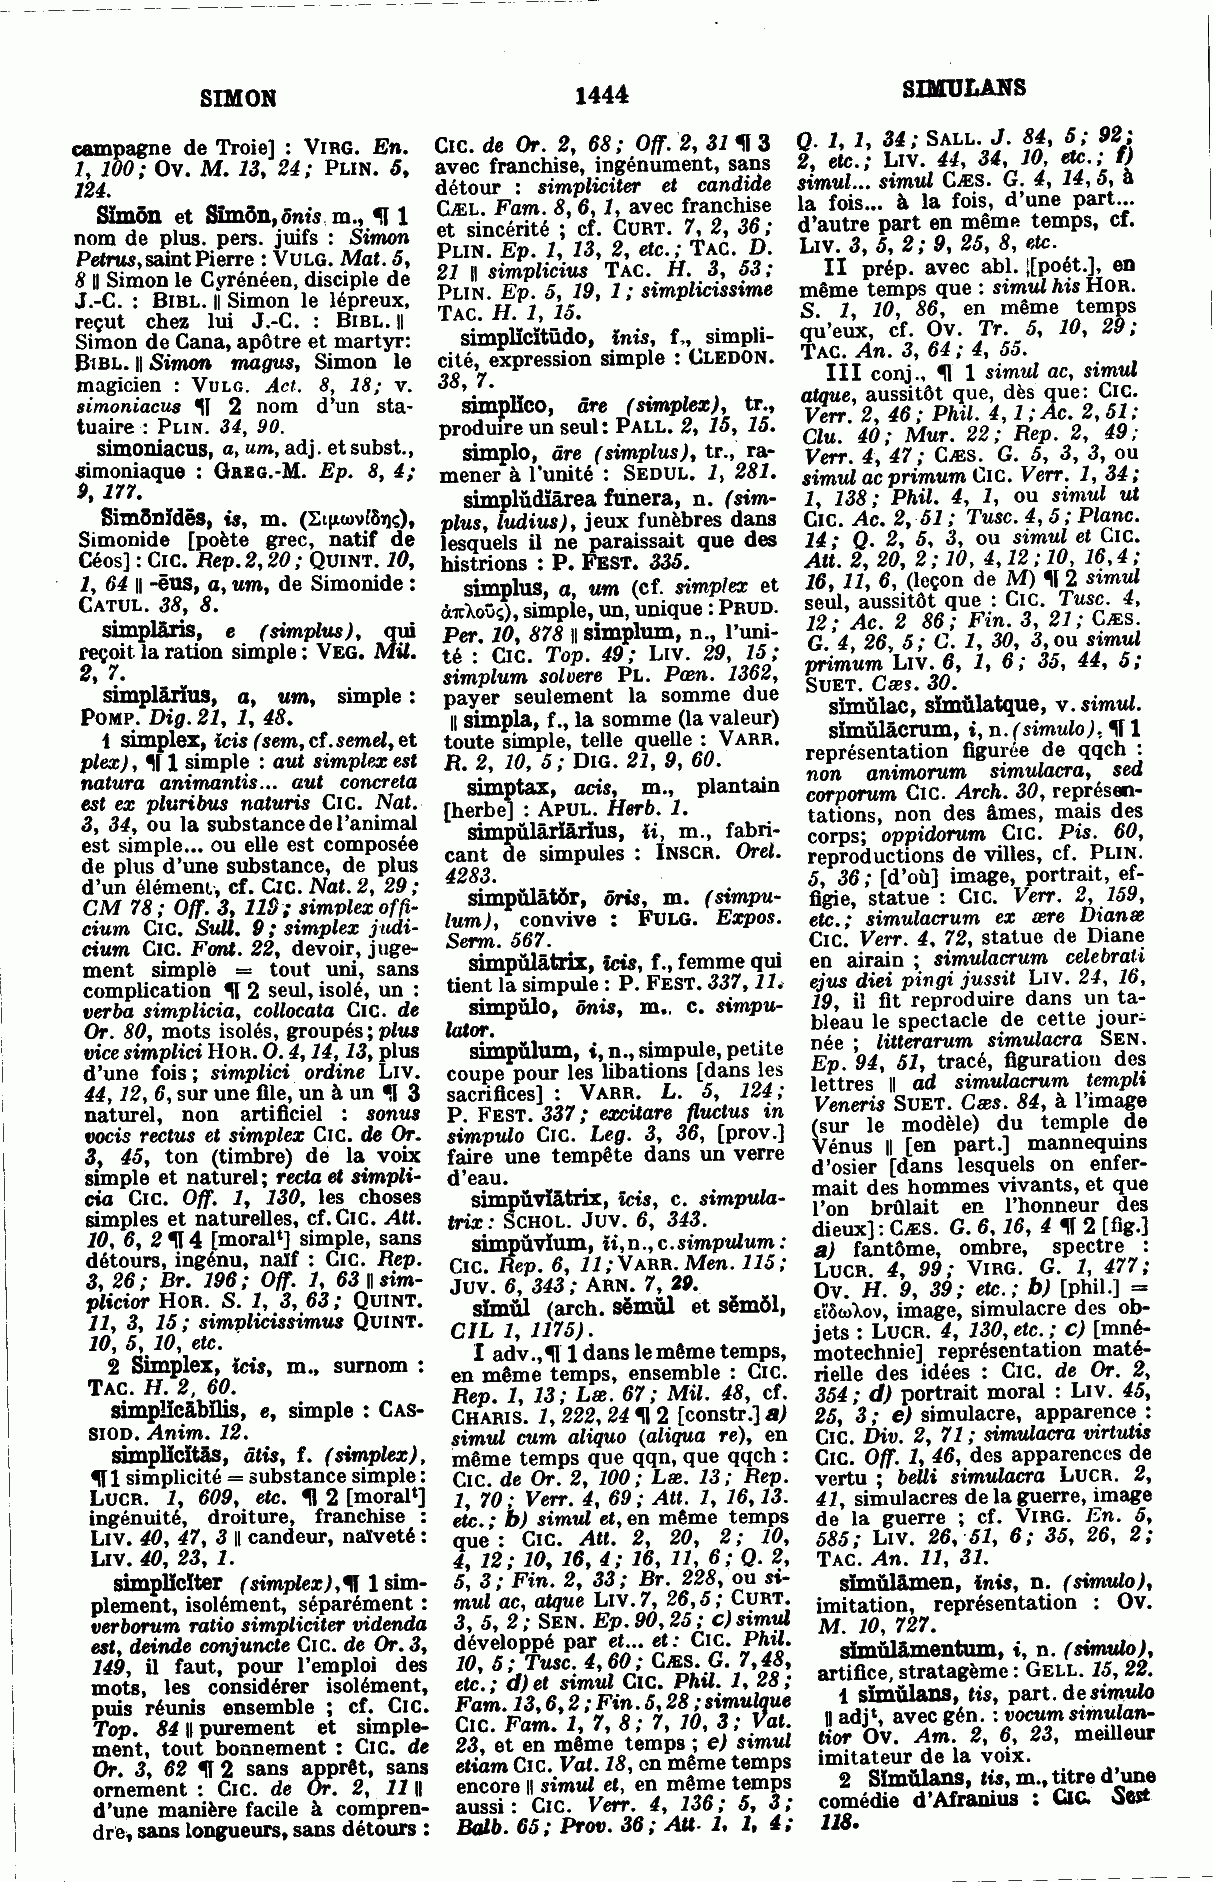 SIMON
1444
SIMULANS
campagne de Troie] : VIRG. En.
1, 100 ; OV. M. 13, 24 ; PLIN. 5,
124.
Sĭmōn et Sīmōn, ōnis m., ¶ 1
nom de plus. pers. juifs : Simon
Petrus, saint Pierre : VULG. Mat. 5,
8 || Simon le Cyrénéen, disciple de
J.-C. : BIBL. || Simon le lépreux,
reçut chez lui J.-C. : BIBL. ||
Simon de Cana, apôtre et martyr:
BIBL. || Simon magus, Simon le
magicien : VULG. Act. 8, 18 ; v.
simoniacus ¶ 2 nom d'un sta-
tuaire : PLIN. 34, 90.
simoniacus, a, um, adj. et subst.,
simoniaque : GREG.-M. Ep. 8, 4 ;
9, 177.
Simōnĭdēs, is, m. (Σιμωνίδης),
Simonide [poète grec, natif de
Céos] : CIC. Rep. 2, 20 ; QUINT. 10,
1, 64 || -ēus, a, um, de Simonide :
CATUL. 38, 8.
simplāris, e (simplus), qui
reçoit la ration simple : VEG. Mil.
2, 7.
simplārĭus, a, um, simple :
POMP. Dig. 21, 1, 48.
1 simplex, ĭcis (sem, cf. semel, et
plex), ¶ 1 simple : aut simplex est
natura animantis... aut concreta
est ex pluribus naturis CIC. Nat.
3, 34, ou la substance de l'animal
est simple... ou elle est composée
de plus d'une substance, de plus
d'un élément, cf. CIC. Nat. 2, 29 ;
CM 78 ; Off. 3, 119 ; simplex offi-
cium CIC. Sull. 9 ; simplex judi-
cium CIC. Font. 22, devoir, juge-
ment simple = tout uni, sans
complication ¶ 2 seul, isolé, un :
verba simplicia, collocata CIC. de
Or. 80, mots isolés, groupés ; plus
vice simplici HOR. O. 4, 14, 13, plus
d'une fois ; simplici ordine LIV.
44, 12, 6, sur une file, un à un ¶ 3
naturel, non artificiel : sonus
vocis rectus et simplex CIC. de Or.
3, 45, ton (timbre) de la voix
simple et naturel ; recta et simpli-
cia CIC. Off. 1, 130, les choses
simples et naturelles, cf. CIC. Att.
10, 6, 2 ¶ 4 [moralᵗ] simple, sans
détours, ingénu, naïf : CIC. Rep.
3, 26 ; Br. 196 ; Off. 1, 63 || sim-
plicior HOR. S. 1, 3, 63 ; QUINT.
11, 3, 15 ; simplicissimus QUINT.
10, 5, 10, etc.
2 Simplex, ĭcis, m., surnom :
TAC. H. 2, 60.
simplĭcābĭlis, e, simple : CAS-
SIOD. Anim. 12.
simplĭcĭtās, ātis, f. (simplex),
¶ 1 simplicité = substance simple :
LUCR. 1, 609, etc. ¶ 2 [moralᵗ]
ingénuité, droiture, franchise :
LIV. 40, 47, 3 || candeur, naïveté :
LIV. 40, 23, 1.
simplĭcĭter (simplex), ¶ 1 sim-
plement, isolément, séparément :
verborum ratio simpliciter videnda
est, deinde conjuncte CIC. de Or. 3,
149, il faut, pour l'emploi des
mots, les considérer isolément,
puis réunis ensemble ; cf. CIC.
Top. 84 || purement et simple-
ment, tout bonnement : CIC. de
Or. 3, 62 ¶ 2 sans apprêt, sans
ornement : CIC. de Or. 2, 11 ||
d'une manière facile à compren-
dre, sans longueurs, sans détours :
CIC. de Or. 2, 68 ; Off. 2, 31 ¶ 3
avec franchise, ingénument, sans
détour : simpliciter et candide
CÆL. Fam. 8, 6, 1, avec franchise
et sincérité ; cf. CURT. 7, 2, 36 ;
PLIN. Ep. 1, 13, 2, etc. ; TAC. D.
21 || simplicius TAC. H. 3, 53 ;
PLIN. Ep. 5, 19, 1 ; simplicissime
TAC. H. 1, 15.
simplĭcĭtūdo, ĭnis, f., simpli-
cité, expression simple : CLEDON.
38, 7.
simplĭco, āre (simplex), tr.,
produire un seul : PALL. 2, 15, 15.
simplo, āre (simplus), tr., ra-
mener à l'unité : SEDUL. 1, 281.
simplūdĭārea funera, n. (sim-
plus, ludius), jeux funèbres dans
lesquels il ne paraissait que des
histrions : P. FEST. 335.
simplus, a, um (cf. simplex et
ἁπλοῦς), simple, un, unique : PRUD.
Per. 10, 878 || simplum, n., l'uni-
té : CIC. Top. 49 ; LIV. 29, 15 ;
simplum solvere PL. Pœn. 1362,
payer seulement la somme due
|| simpla, f., la somme (la valeur)
toute simple, telle quelle : VARR.
R. 2, 10, 5 ; DIG. 21, 9, 60.
simptax, acis, m., plantain
[herbe] : APUL. Herb. 1.
simpŭlārĭārĭus, ĭi, m., fabri-
cant de simpules : INSCR. Orel.
4283.
simpŭlātŏr, ōris, m. (simpu-
lum), convive : FULG. Expos.
Serm. 567.
simpŭlātrix, īcis, f., femme qui
tient la simpule : P. FEST. 337, 11.
simpŭlo, ōnis, m., c. simpu-
lator.
simpŭlum, i, n., simpule, petite
coupe pour les libations [dans les
sacrifices] : VARR. L. 5, 124 ;
P. FEST. 337 ; excitare fluctus in
simpulo CIC. Leg. 3, 36, [prov.]
faire une tempête dans un verre
d'eau.
simpŭvĭātrix, īcis, c. simpula-
trix : SCHOL. JUV. 6, 343.
simpŭvĭum, ĭi, n., c. simpulum :
CIC. Rep. 6, 11 ; VARR. Men. 115 ;
JUV. 6, 343 ; ARN. 7, 29.
sĭmŭl (arch. sĕmŭl et sĕmŏl,
CIL 1, 1175).
I adv., ¶ 1 dans le même temps,
en même temps, ensemble : CIC.
Rep. 1, 13 ; Læ. 67 ; Mil. 48, cf.
CHARIS. 1, 222, 24 ¶ 2 [constr.] a)
simul cum aliquo (aliqua re), en
même temps que qqn, que qqch :
CIC. de Or. 2, 100 ; Læ. 13 ; Rep.
1, 70 ; Verr. 4, 69 ; Att. 1, 16, 13.
etc. ; b) simul et, en même temps
que : CIC. Att. 2, 20, 2 ; 10,
4, 12 ; 10, 16, 4 ; 16, 11, 6 ; Q. 2,
5, 3 ; Fin. 2, 33 ; Br. 228, ou si-
mul ac, atque LIV. 7, 26, 5 ; CURT.
3, 5, 2 ; SEN. Ep. 90, 25 ; c) simul
développé par et... et : CIC. Phil.
10, 5 ; Tusc. 4, 60 ; CÆS. G. 7, 48,
etc. ; d) et simul CIC. Phil. 1, 28 ;
Fam. 13, 6, 2 ; Fin. 5, 28 ; simulque
CIC. Fam. 1, 7, 8 ; 7, 10, 3 ; Vat.
23, et en même temps ; e) simul
etiam CIC. Vat. 18, en même temps
encore || simul et, en même temps
aussi : CIC. Verr. 4, 136 ; 5, 3 ;
Balb. 65 ; Prov. 36 ; Att. 1, 1, 4 ;
Q. 1, 1, 34 ; SALL. J. 84, 5 ; 92,
2, etc. ; LIV. 44, 34, 10, etc. ; f)
simul... simul CÆS. G. 4, 14, 5, à
la fois... à la fois, d'une part...
d'autre part en même temps, cf.
LIV. 3, 5, 2 ; 9, 25, 8, etc.
II prép. avec abl. [poét.], en
même temps que : simul his HOR.
S. 1, 10, 86, en même temps
qu'eux, cf. OV. Tr. 5, 10, 29 ;
TAC. An. 3, 64 ; 4, 55.
III conj., ¶ 1 simul ac, simul
atque, aussitôt que, dès que : CIC.
Verr. 2, 46 ; Phil. 4, 1 ; Ac. 2, 51 ;
Clu. 40 ; Mur. 22 ; Rep. 2, 49 ;
Verr. 4, 47 ; CÆS. G. 5, 3, 3, ou
simul ac primum CIC. Verr. 1, 34 ;
1, 138 ; Phil. 4, 1, ou simul ut
CIC. Ac. 2, 51 ; Tusc. 4, 5 ; Planc.
14 ; Q. 2, 5, 3, ou simul et CIC.
Att. 2, 20, 2 ; 10, 4, 12 ; 10, 16, 4 ;
16, 11, 6, (leçon de M) ¶ 2 simul
seul, aussitôt que : CIC. Tusc. 4,
12 ; Ac. 2 86 ; Fin. 3, 21 ; CÆS.
G. 4, 26, 5 ; C. 1, 30, 3, ou simul
primum LIV. 6, 1, 6 ; 35, 44, 5 ;
SUET. Cæs. 30.
sĭmŭlac, sĭmŭlatque, v. simul.
sĭmŭlācrum, i, n. (simulo), ¶ 1
représentation figurée de qqch :
non animorum simulacra, sed
corporum CIC. Arch. 30, représen-
tations, non des âmes, mais des
corps ; oppidorum CIC. Pis. 60,
reproductions de villes, cf. PLIN.
5, 36 ; [d'où] image, portrait, ef-
figie, statue : CIC. Verr. 2, 159,
etc. ; simulacrum ex ære Dianæ
CIC. Verr. 4, 72, statue de Diane
en airain ; simulacrum celebrati
ejus diei pingi jussit LIV. 24, 16,
19, il fit reproduire dans un ta-
bleau le spectacle de cette jour-
née ; litterarum simulacra SEN.
Ep. 94, 51, tracé, figuration des
lettres || ad simulacrum templi
Veneris SUET. Cæs. 84, à l'image
(sur le modèle) du temple de
Vénus || [en part.] mannequins
d'osier [dans lesquels on enfer-
mait des hommes vivants, et que
l'on brûlait en l'honneur des
dieux] : CÆS. G. 6, 16, 4 ¶ 2 [fig.]
a) fantôme, ombre, spectre :
LUCR. 4, 99 ; VIRG. G. 1, 477 ;
OV. H. 9, 39 ; etc. ; b) [phil.] =
εἴδωλον, image, simulacre des ob-
jets : LUCR. 4, 130, etc. ; c) [mné-
motechnie] représentation maté-
rielle des idées : CIC. de Or. 2,
354 ; d) portrait moral : LIV. 45,
25, 3 ; e) simulacre, apparence :
CIC. Div. 2, 71 ; simulacra virtutis
CIC. Off. 1, 46, des apparences de
vertu ; belli simulacra LUCR. 2,
41, simulacres de la guerre, image
de la guerre ; cf. VIRG. En. 5,
585 ; LIV. 26, 51, 6 ; 35, 26, 2 ;
TAC. An. 11, 31.
sĭmŭlāmen, ĭnis, n. (simulo),
imitation, représentation : OV.
M. 10, 727.
sĭmŭlāmentum, i, n. (simulo),
artifice, stratagème : GELL. 15, 22.
1 sĭmŭlans, tis, part. de simulo
|| adjᵗ, avec gén. : vocum simulan-
tior OV. Am. 2, 6, 23, meilleur
imitateur de la voix.
2 Sĭmŭlans, tis, m., titre d'une
comédie d'Afranius : CIC. Sest
118.